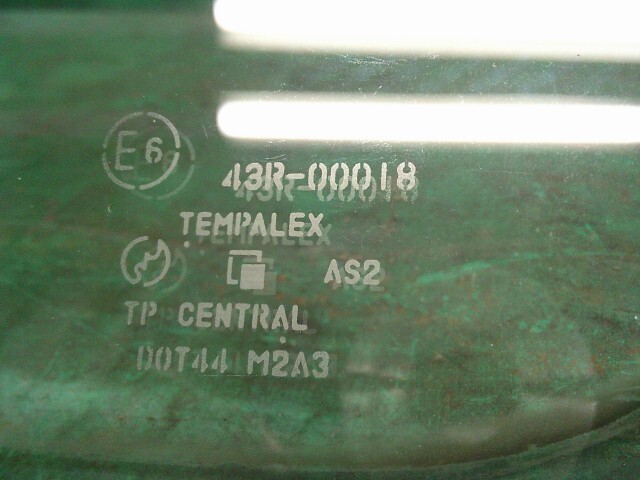 E6
43R-00018
TEMPALEX
AS2
TP CENTRAL
DOT44 M2A3